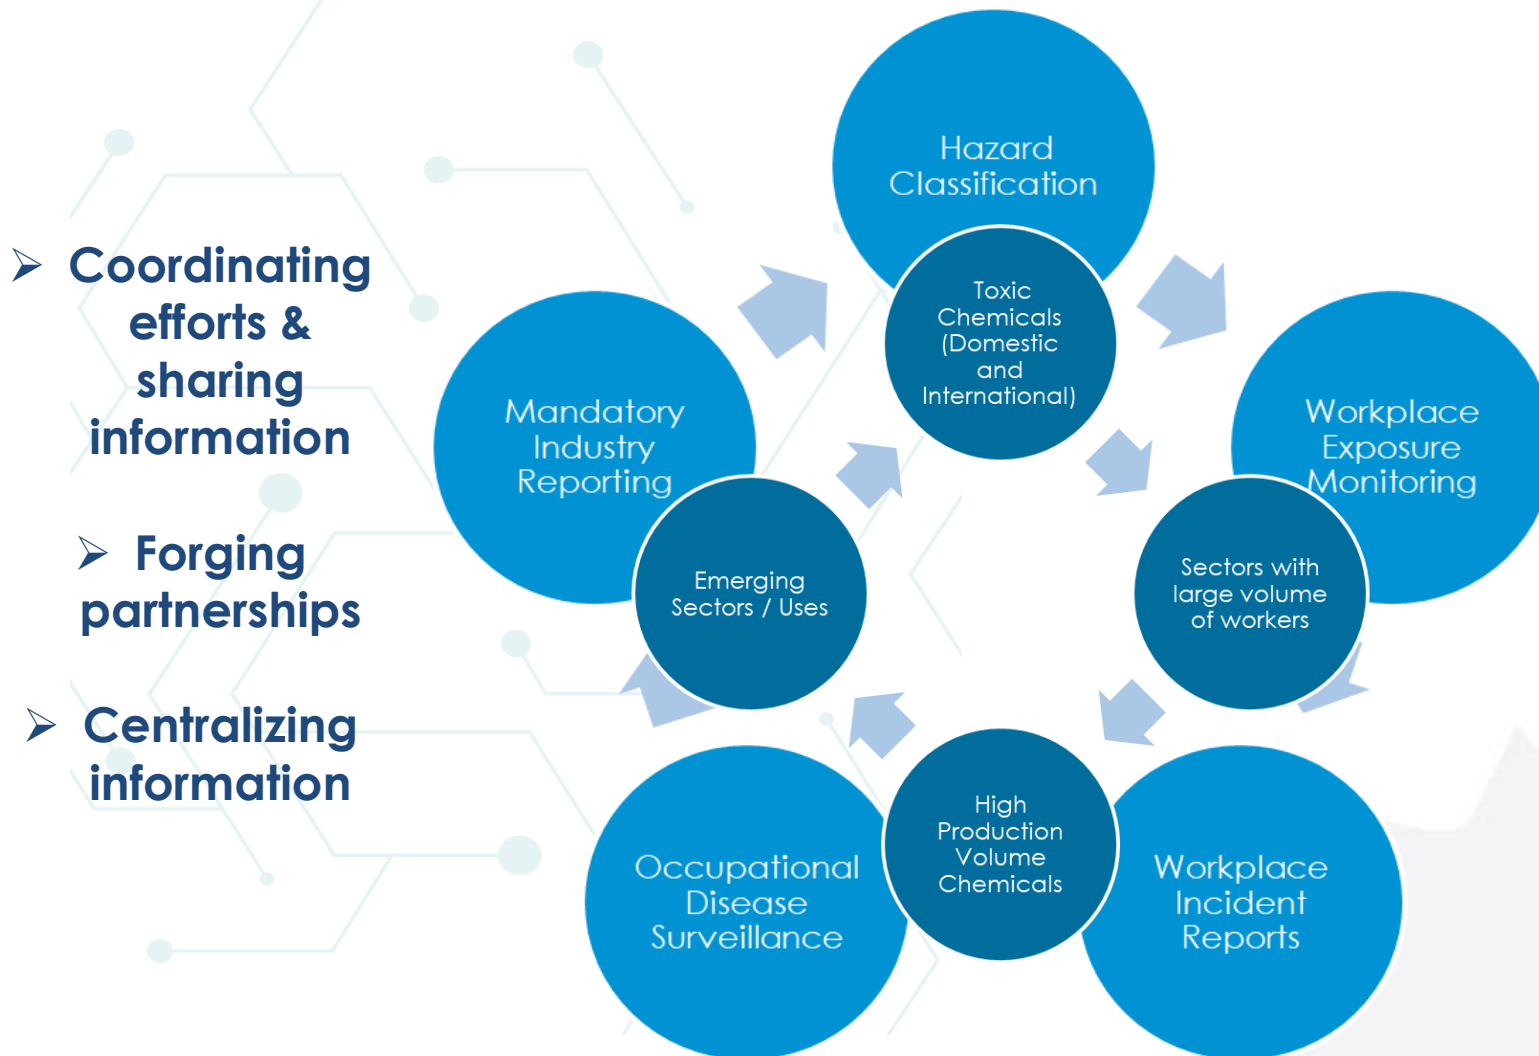 ➢ Coordinating
efforts &
sharing
information
➢ Forging
partnerships
➢ Centralizing
information
Hazard
Classification
Toxic
Chemicals
(Domestic
and
International)
Workplace
Exposure
Monitoring
Sectors with
large volume
of workers
Workplace
Incident
Reports
High
Production
Volume
Chemicals
Occupational
Disease
Surveillance
Mandatory
Industry
Reporting
Emerging
Sectors / Uses